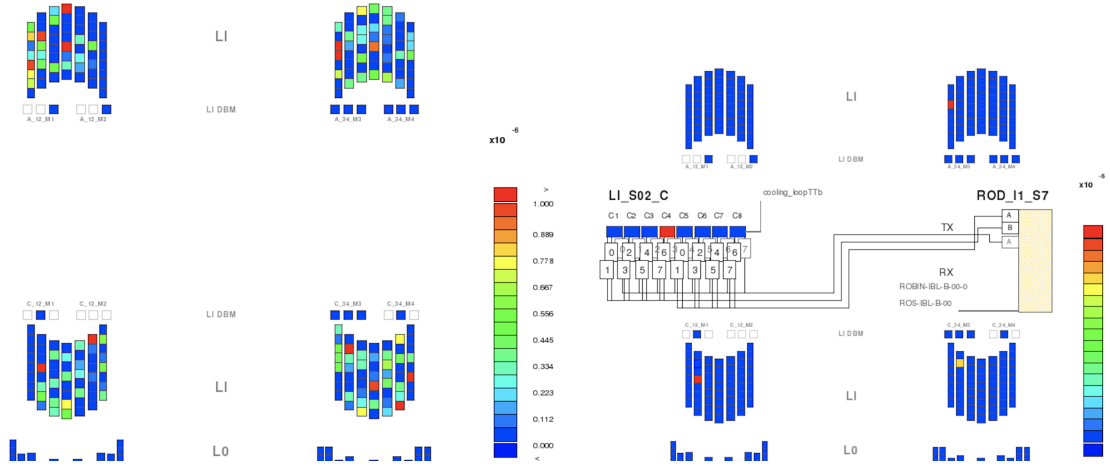 LI
LI DBM
A_12_M1 A_12_M2
A_34_M3 A_34_M4
x10 -6
>
1.000
0.889
0.778
0.667
0.556
0.445
0.334
0.223
0.112
0.000
<
C_12_M1 C_12_M2
C_34_M3 C_34_M4
LI DBM
LI
L0
LI
LI DBM
A_12_M1 A_12_M2
A_34_M3 A_34_M4
x10 -6
LI_S02_C
cooling_loopTTb
ROD_I1_S7
C1 C2 C3 C4 C5 C6 C7 C8
0 2 4 6 0 2 4 6 7
1 3 5 7 1 3 5 7
TX
A
B
A
RX
ROBIN-IBL-B-00-0
ROS-IBL-B-00
C_12_M1 C_12_M2
C_34_M3 C_34_M4
LI DBM
LI
L0